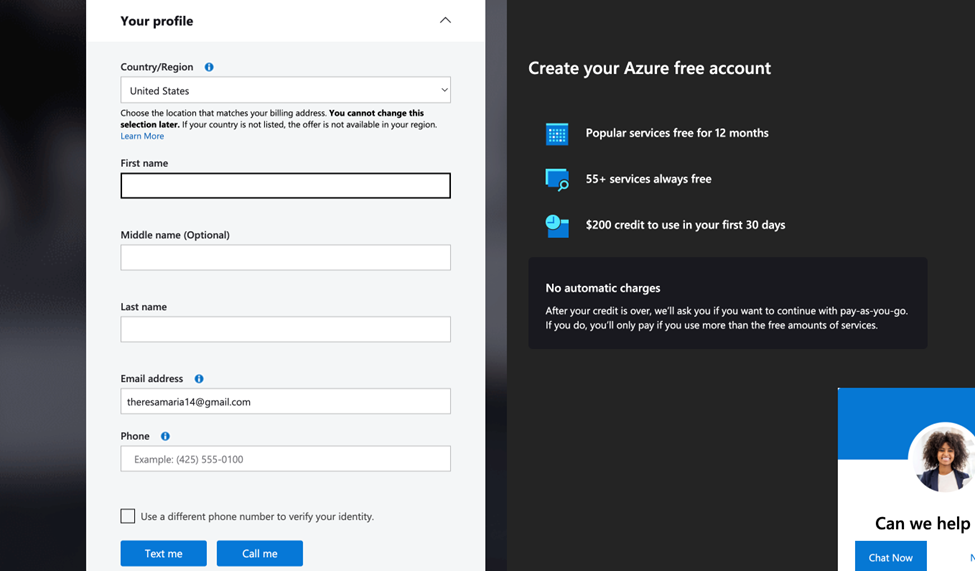 Your profile
Country/Region
United States
Choose the location that matches your billing address. You cannot change this
selection later. If your country is not listed, the offer is not available in your region.
Learn More
First name
Middle name (Optional)
Last name
Email address
theresamaria14@gmail.com
Phone
Example: (425) 555-0100
Use a different phone number to verify your identity.
Text me
Call me
Create your Azure free account
Popular services free for 12 months
55+ services always free
$200 credit to use in your first 30 days
No automatic charges
After your credit is over, we’ll ask you if you want to continue with pay-as-you-go.
If you do, you’ll only pay if you use more than the free amounts of services.
Can we help
Chat Now